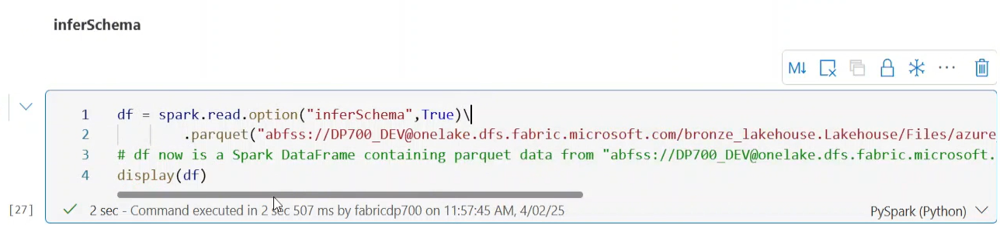 inferSchema
M↓
1 df = spark.read.option("inferSchema",True)\
2 .parquet("abfss://DP700_DEV@onelake.dfs.fabric.microsoft.com/bronze_lakehouse.Lakehouse/Files/azure
3 # df now is a Spark DataFrame containing parquet data from "abfss://DP700_DEV@onelake.dfs.fabric.microsoft.
4 display(df)
[27] 2 sec - Command executed in 2 sec 507 ms by fabricdp700 on 11:57:45 AM, 4/02/25 PySpark (Python)